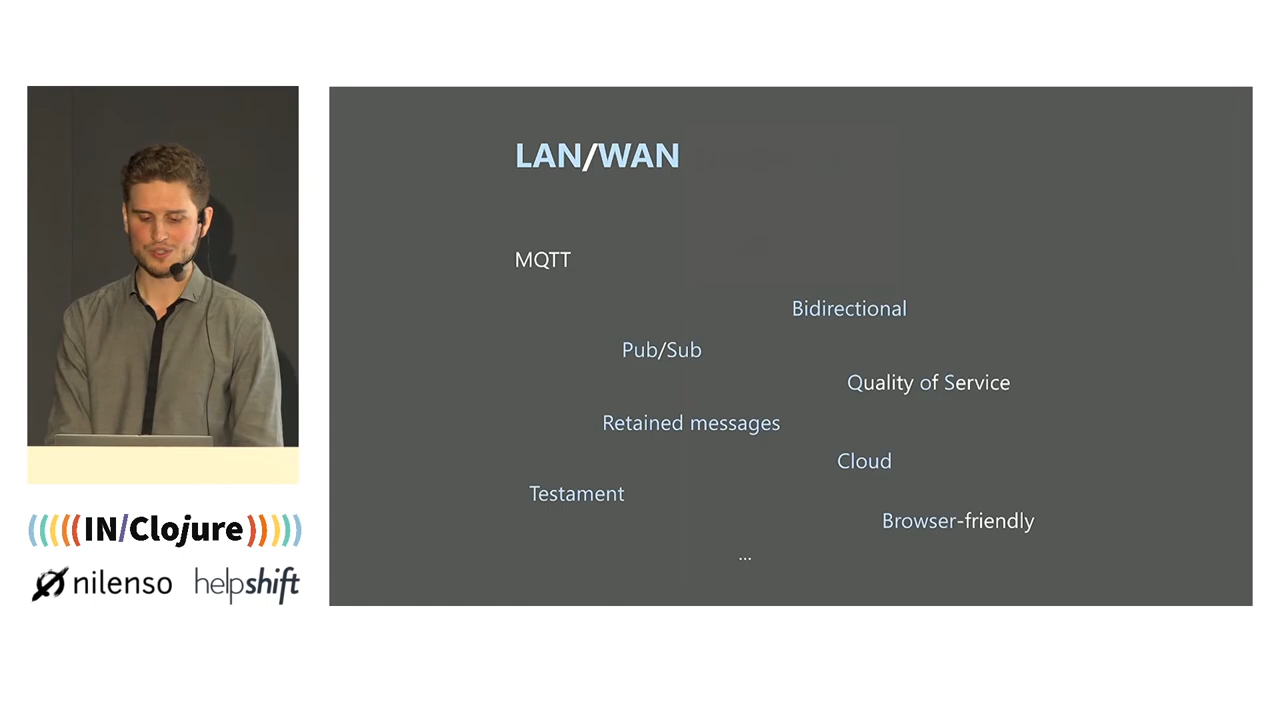 LAN/WAN
MQTT
Bidirectional
Pub/Sub
Quality of Service
Retained messages
Cloud
Testament
Browser-friendly
...
((((( IN/Clojure )))))
nilenso helpshift